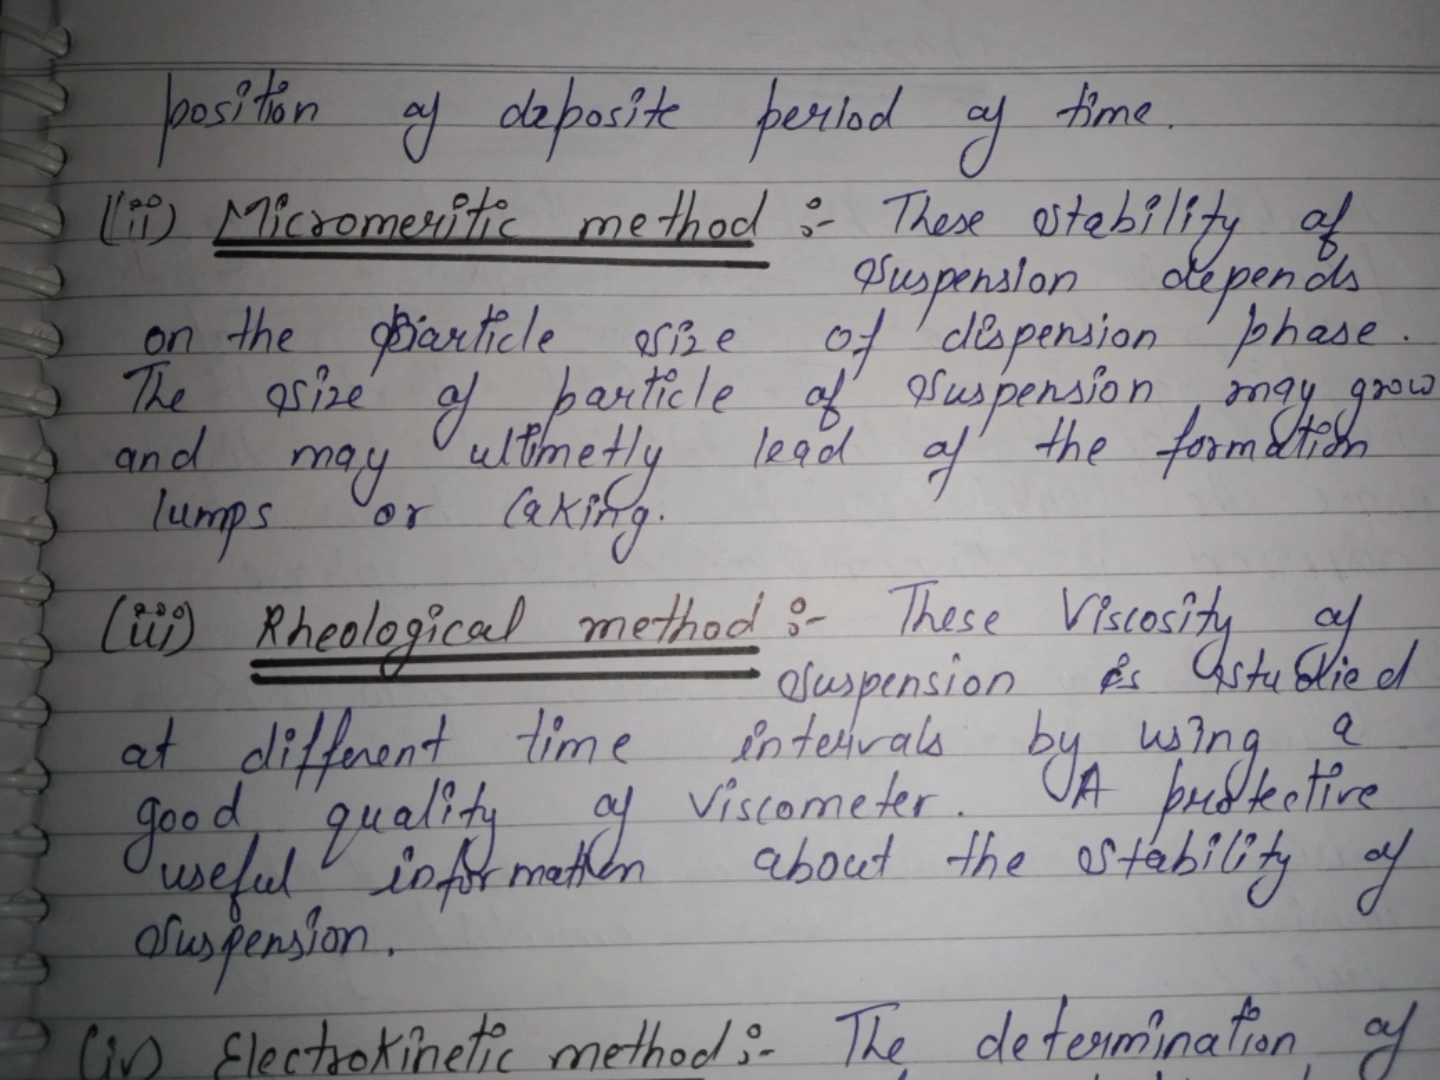 position of deposite period of time.
(ii) Micromeritic method :- These stability of
suspension depends
on the particle size of dispension phase.
The size of particle of suspension may grow
and may ultimetly lead of the formation
lumps or caking.
(iii) Rheological method :- These Viscosity of
suspension is studied
at different time intervals by using a
good quality of viscometer. A protective
useful information about the stability of
suspension.
(iv) Electrokinetic method :- The determination of